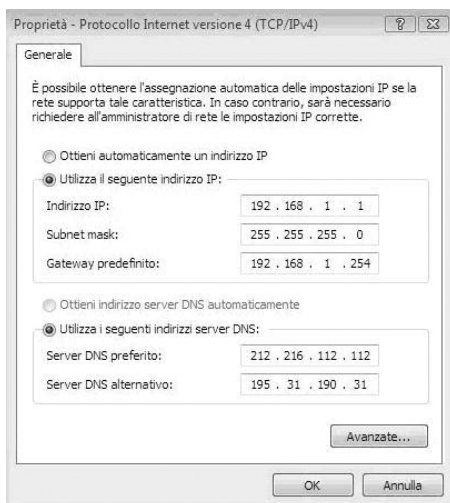 Proprietà - Protocollo Internet versione 4 (TCP/IPv4)
Generale
È possibile ottenere l'assegnazione automatica delle impostazioni IP se la
rete supporta tale caratteristica. In caso contrario, sarà necessario
richiedere all'amministratore di rete le impostazioni IP corrette.
Ottieni automaticamente un indirizzo IP
Utilizza il seguente indirizzo IP:
Indirizzo IP: 192 . 168 . 1 . 1
Subnet mask: 255 . 255 . 255 . 0
Gateway predefinito: 192 . 168 . 1 . 254
Ottieni indirizzo server DNS automaticamente
Utilizza i seguenti indirizzi server DNS:
Server DNS preferito: 212 . 216 . 112 . 112
Server DNS alternativo: 195 . 31 . 190 . 31
Avanzate...
OK Annulla